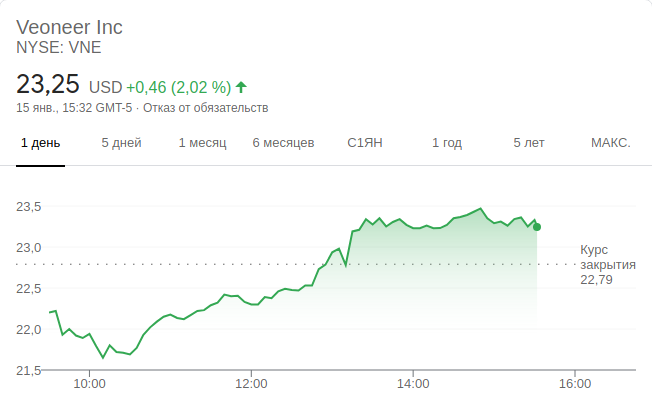 Veoneer Inc
NYSE: VNE
23,25 USD +0,46 (2,02 %)
15 янв., 15:32 GMT-5 · Отказ от обязательств
1 день 5 дней 1 месяц 6 месяцев С1ЯН 1 год 5 лет МАКС.
23,5
23,0
22,5
22,0
21,5
Курс
закрытия
22,79
10:00 12:00 14:00 16:00